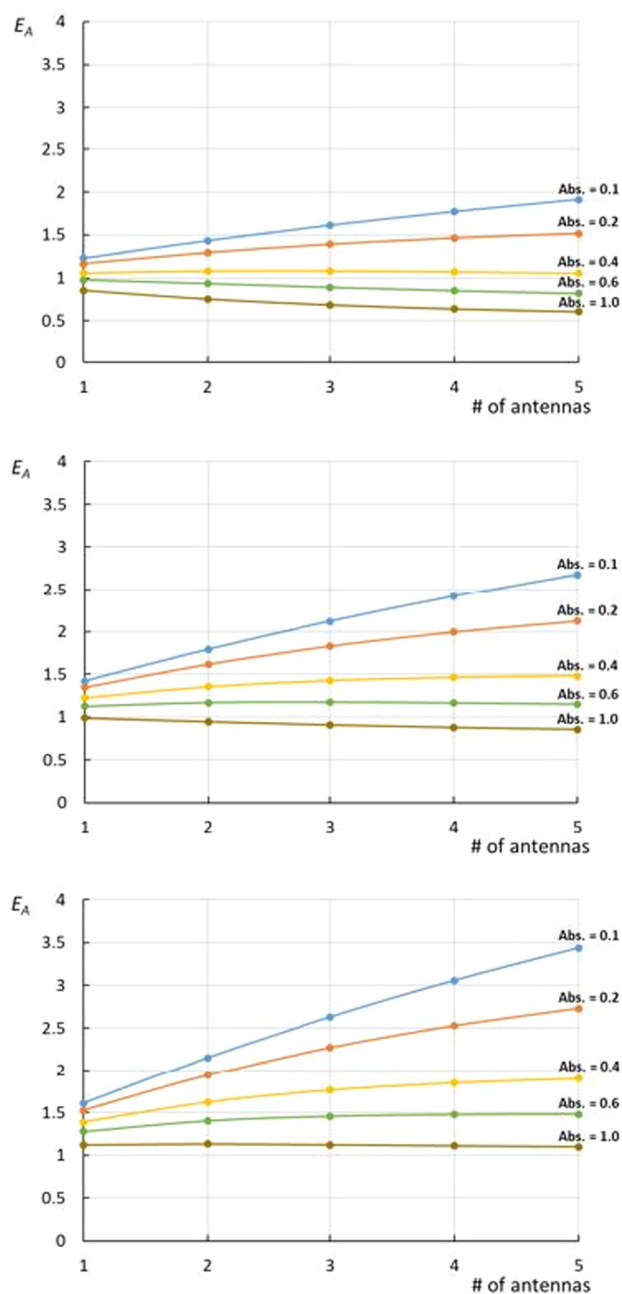 E_A
4
3.5
3
2.5
2
1.5
1
0.5
0
Abs. = 0.1
Abs. = 0.2
Abs. = 0.4
Abs. = 0.6
Abs. = 1.0
1 2 3 4 5
# of antennas
E_A
4
3.5
3
2.5
2
1.5
1
0.5
0
Abs. = 0.1
Abs. = 0.2
Abs. = 0.4
Abs. = 0.6
Abs. = 1.0
1 2 3 4 5
# of antennas
E_A
4
3.5
3
2.5
2
1.5
1
0.5
0
Abs. = 0.1
Abs. = 0.2
Abs. = 0.4
Abs. = 0.6
Abs. = 1.0
1 2 3 4 5
# of antennas